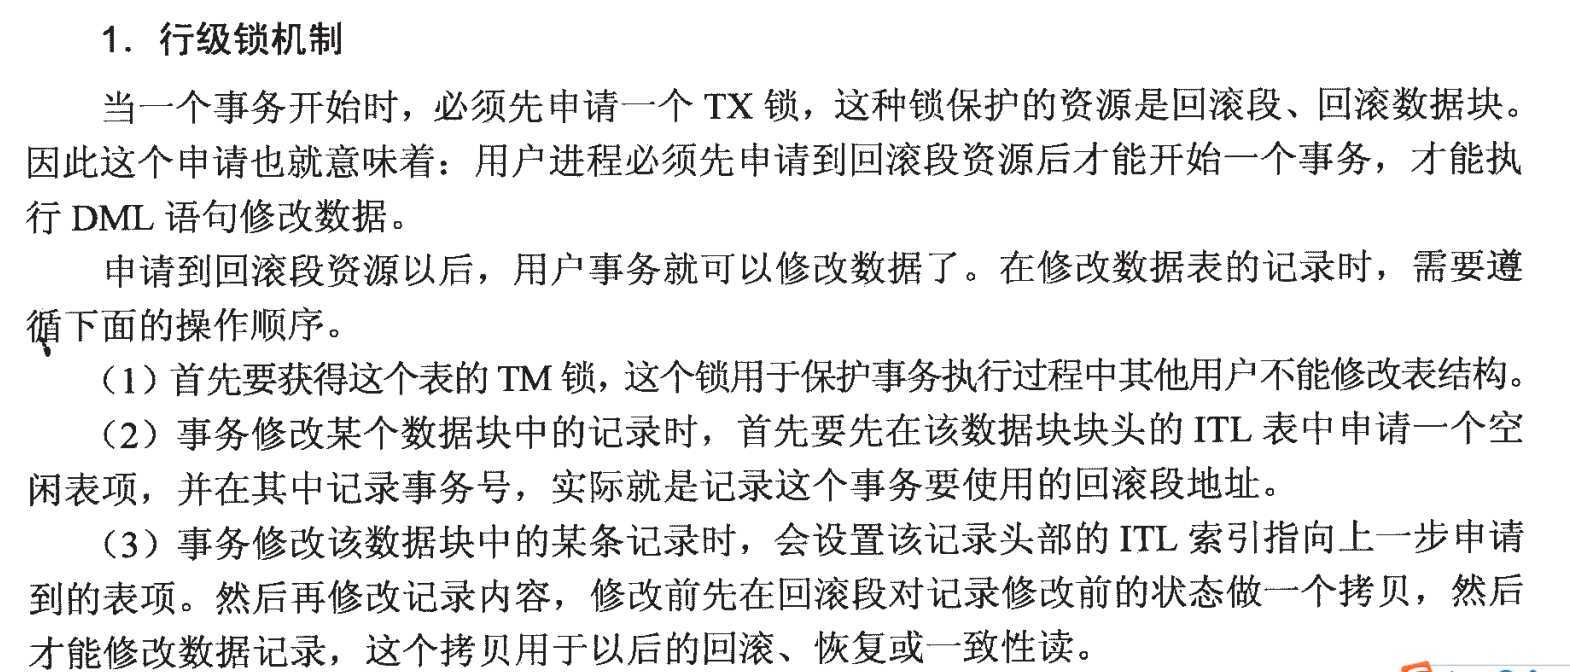 1．行级锁机制
当一个事务开始时，必须先申请一个 TX 锁，这种锁保护的资源是回滚段、回滚数据块。
因此这个申请也就意味着：用户进程必须先申请到回滚段资源后才能开始一个事务，才能执
行 DML 语句修改数据。
申请到回滚段资源以后，用户事务就可以修改数据了。在修改数据表的记录时，需要遵
循下面的操作顺序。
（1）首先要获得这个表的 TM 锁，这个锁用于保护事务执行过程中其他用户不能修改表结构。
（2）事务修改某个数据块中的记录时，首先要先在该数据块块头的 ITL 表中申请一个空
闲表项，并在其中记录事务号，实际就是记录这个事务要使用的回滚段地址。
（3）事务修改该数据块中的某条记录时，会设置该记录头部的 ITL 索引指向上一步申请
到的表项。然后再修改记录内容，修改前先在回滚段对记录修改前的状态做一个拷贝，然后
才能修改数据记录，这个拷贝用于以后的回滚、恢复或一致性读。